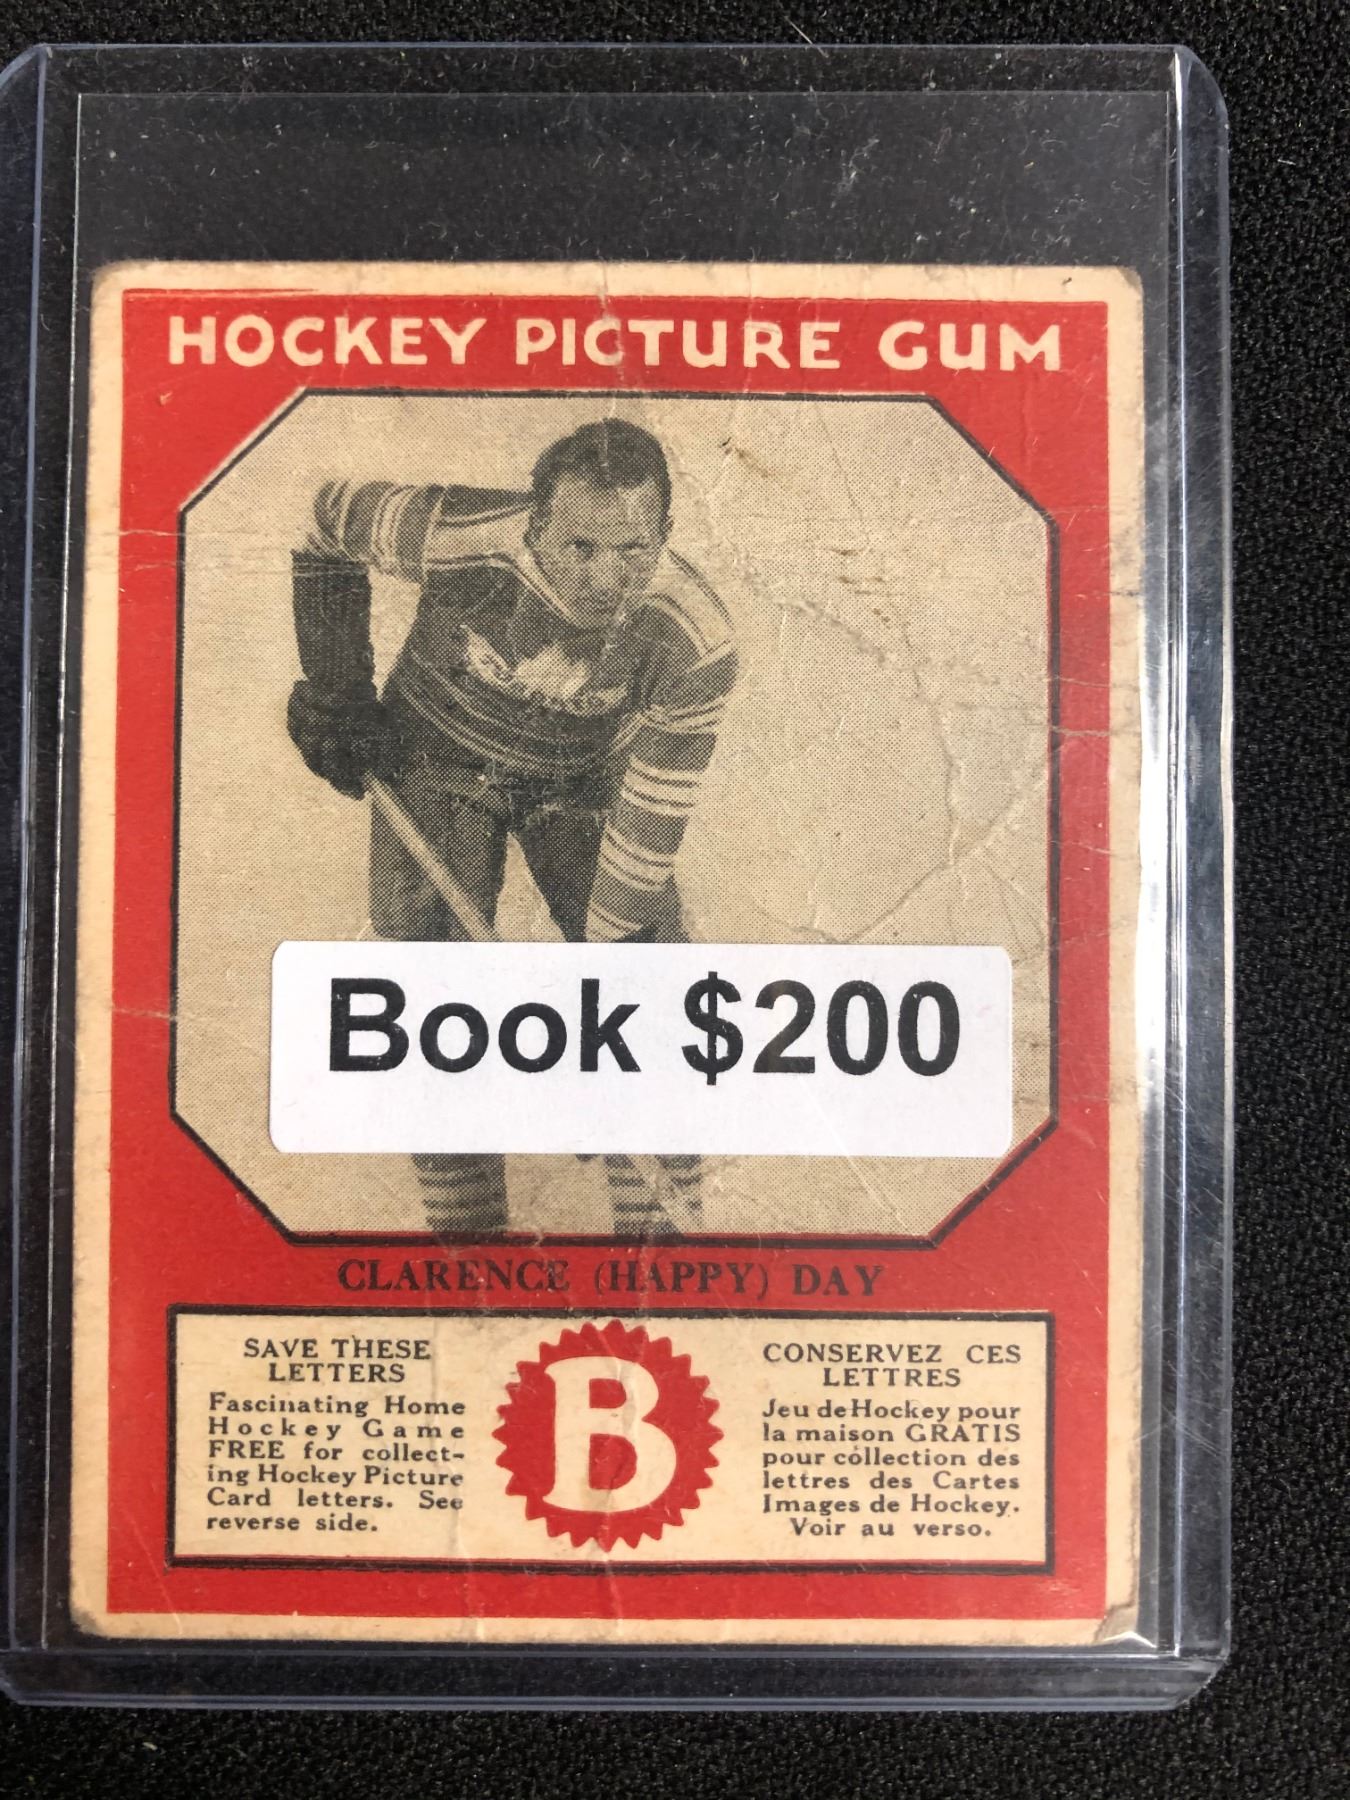 HOCKEY PICTURE GUM
Book $200
CLARENCE (HAPPY) DAY
SAVE THESE
LETTERS
Fascinating Home
Hockey Game
FREE for collect-
ing Hockey Picture
Card letters. See
reverse side.
B
CONSERVEZ CES
LETTRES
Jeu de Hockey pour
la maison GRATIS
pour collection des
lettres des Cartes
Images de Hockey.
Voir au verso.